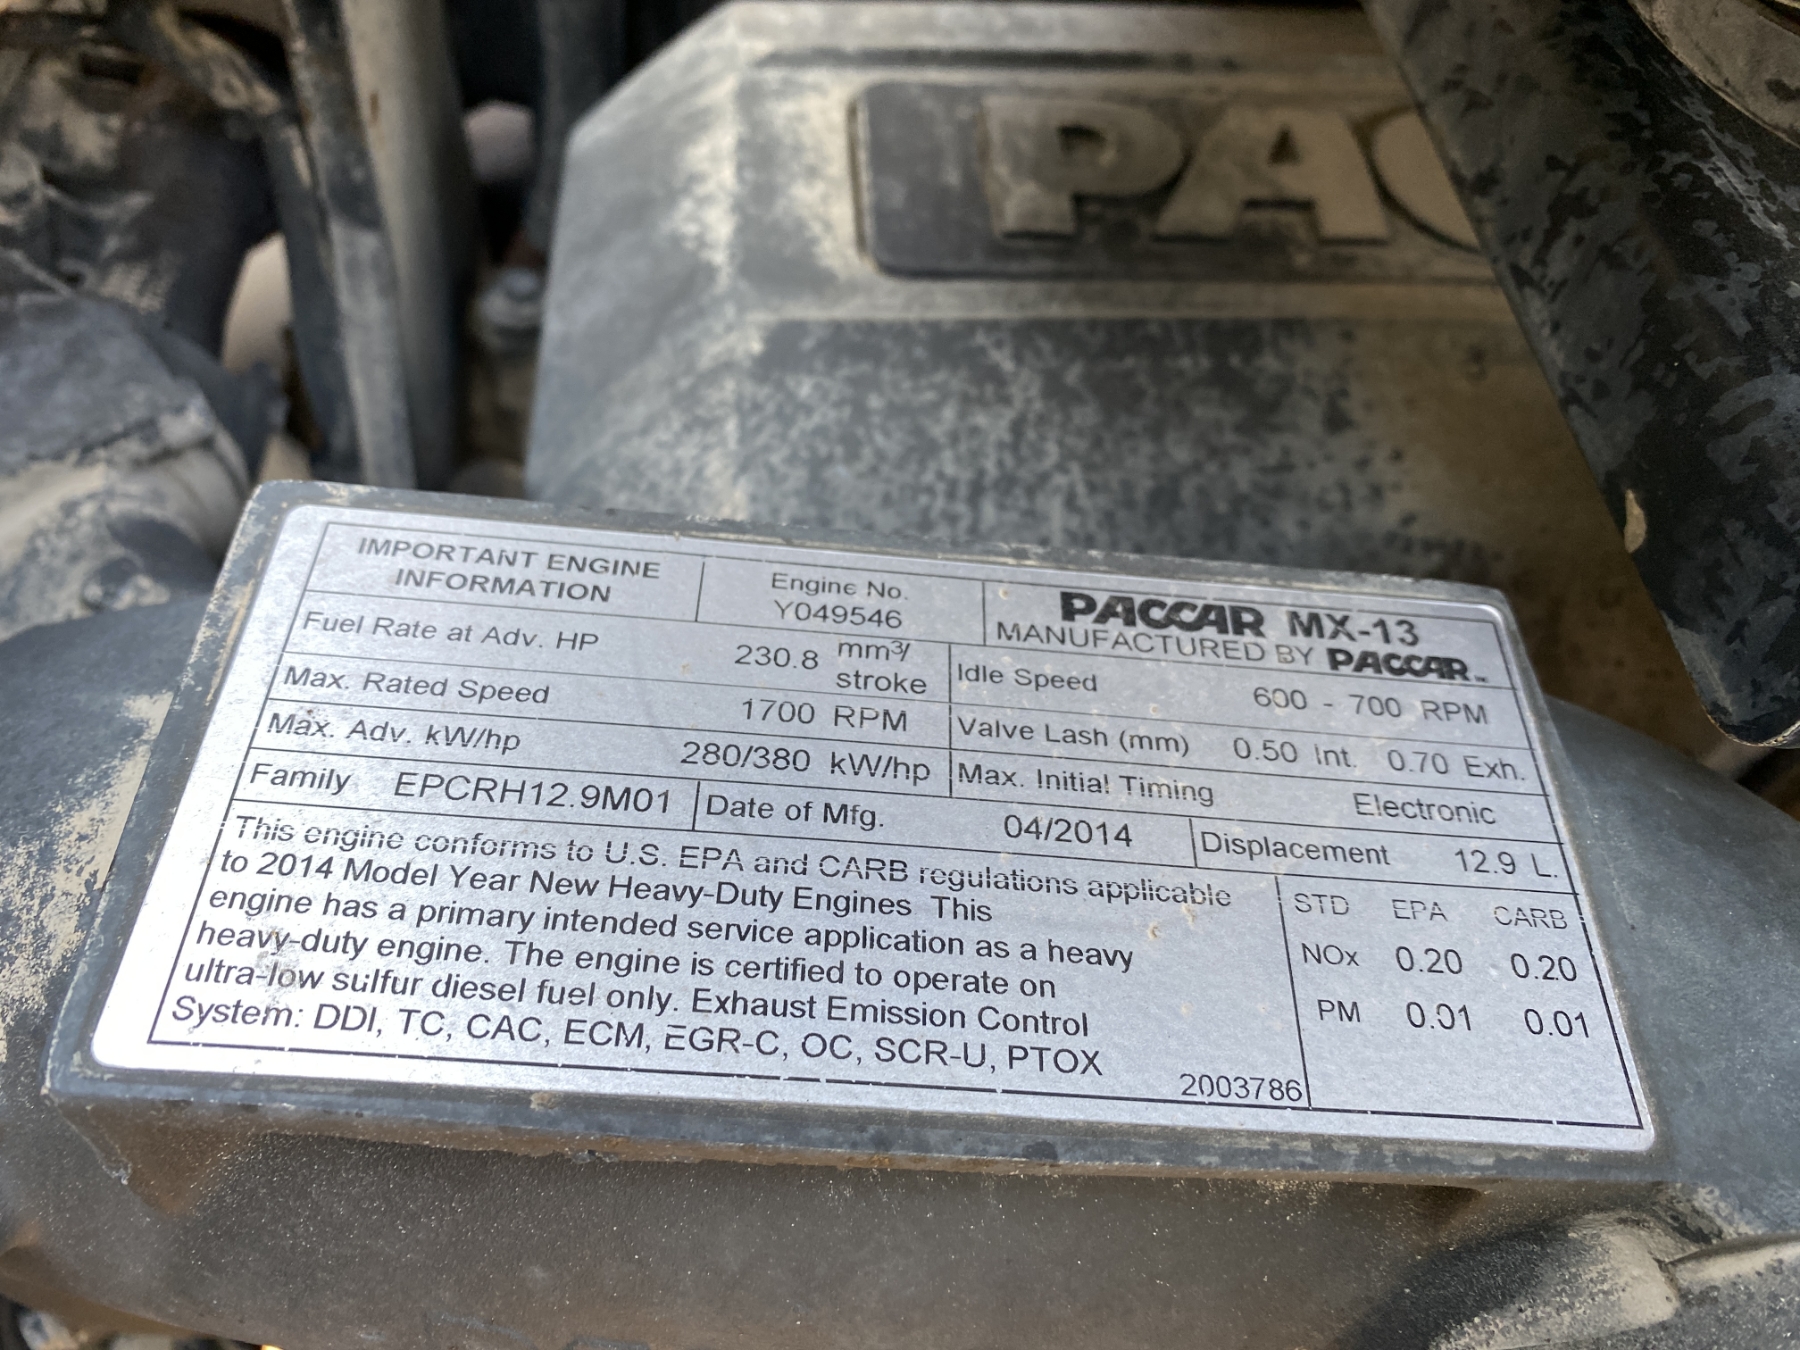 PAC
IMPORTANT ENGINE
INFORMATION
Engine No.
Y049546
PACCAR MX-13
MANUFACTURED BY PACCAR
Fuel Rate at Adv. HP 230.8 mm³/
stroke
Idle Speed 600 - 700 RPM
Max. Rated Speed 1700 RPM
Valve Lash (mm) 0.50 Int. 0.70 Exh.
Max. Adv. kW/hp 280/380 kW/hp
Max. Initial Timing Electronic
Family EPCRH12.9M01
Date of Mfg. 04/2014
Displacement 12.9 L.
This engine conforms to U.S. EPA and CARB regulations applicable
to 2014 Model Year New Heavy-Duty Engines This
engine has a primary intended service application as a heavy
heavy-duty engine. The engine is certified to operate on
ultra-low sulfur diesel fuel only. Exhaust Emission Control
System: DDI, TC, CAC, ECM, EGR-C, OC, SCR-U, PTOX
2003786
STD EPA CARB
NOx 0.20 0.20
PM 0.01 0.01